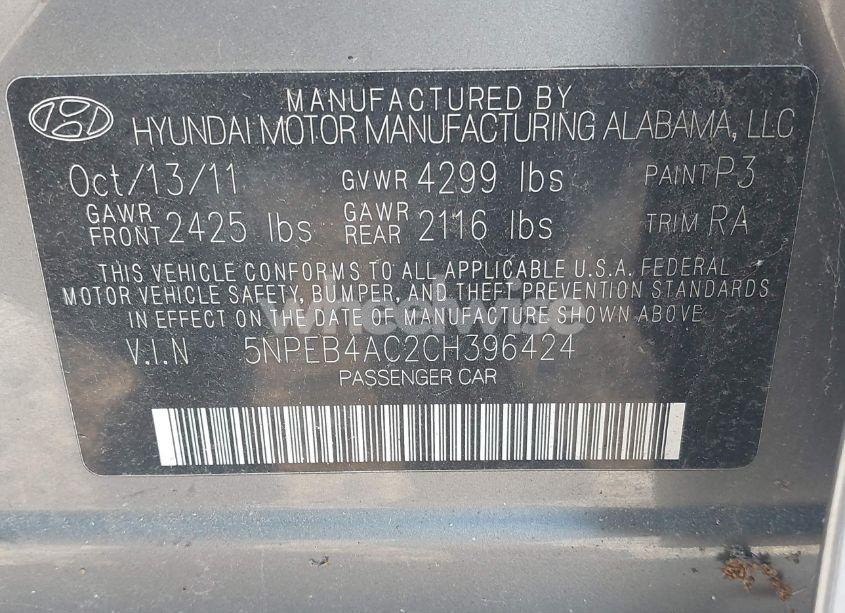 MANUFACTURED BY
HYUNDAI MOTOR MANUFACTURING ALABAMA, LLC
Oct/13/11 GVWR 4299 lbs PAINT P3
GAWR FRONT 2425 lbs GAWR REAR 2116 lbs TRIM RA
THIS VEHICLE CONFORMS TO ALL APPLICABLE U.S.A. FEDERAL
MOTOR VEHICLE SAFETY, BUMPER, AND THEFT PREVENTION STANDARDS
IN EFFECT ON THE DATE OF MANUFACTURE SHOWN ABOVE
wheelwise
V.I.N 5NPEB4AC2CH396424
PASSENGER CAR